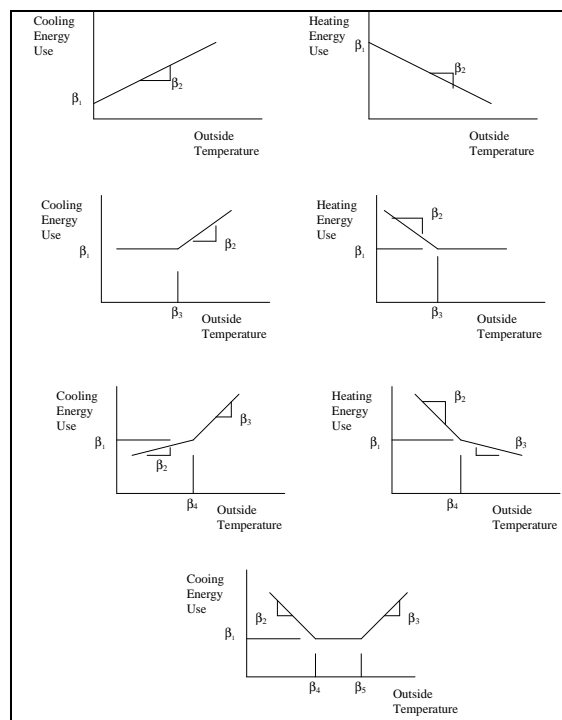 Cooling
Energy
Use
β₂
β₁
Outside
Temperature
Heating
Energy
Use
β₁
β₂
Outside
Temperature
Cooling
Energy
Use
β₂
β₁
β₃
Outside
Temperature
Heating
Energy
Use
β₂
β₁
β₃
Outside
Temperature
Cooling
Energy
Use
β₃
β₁
β₂
β₄
Outside
Temperature
Heating
Energy
Use
β₂
β₁
β₃
β₄
Outside
Temperature
Cooing
Energy
Use
β₂
β₃
β₁
β₄
β₅
Outside
Temperature